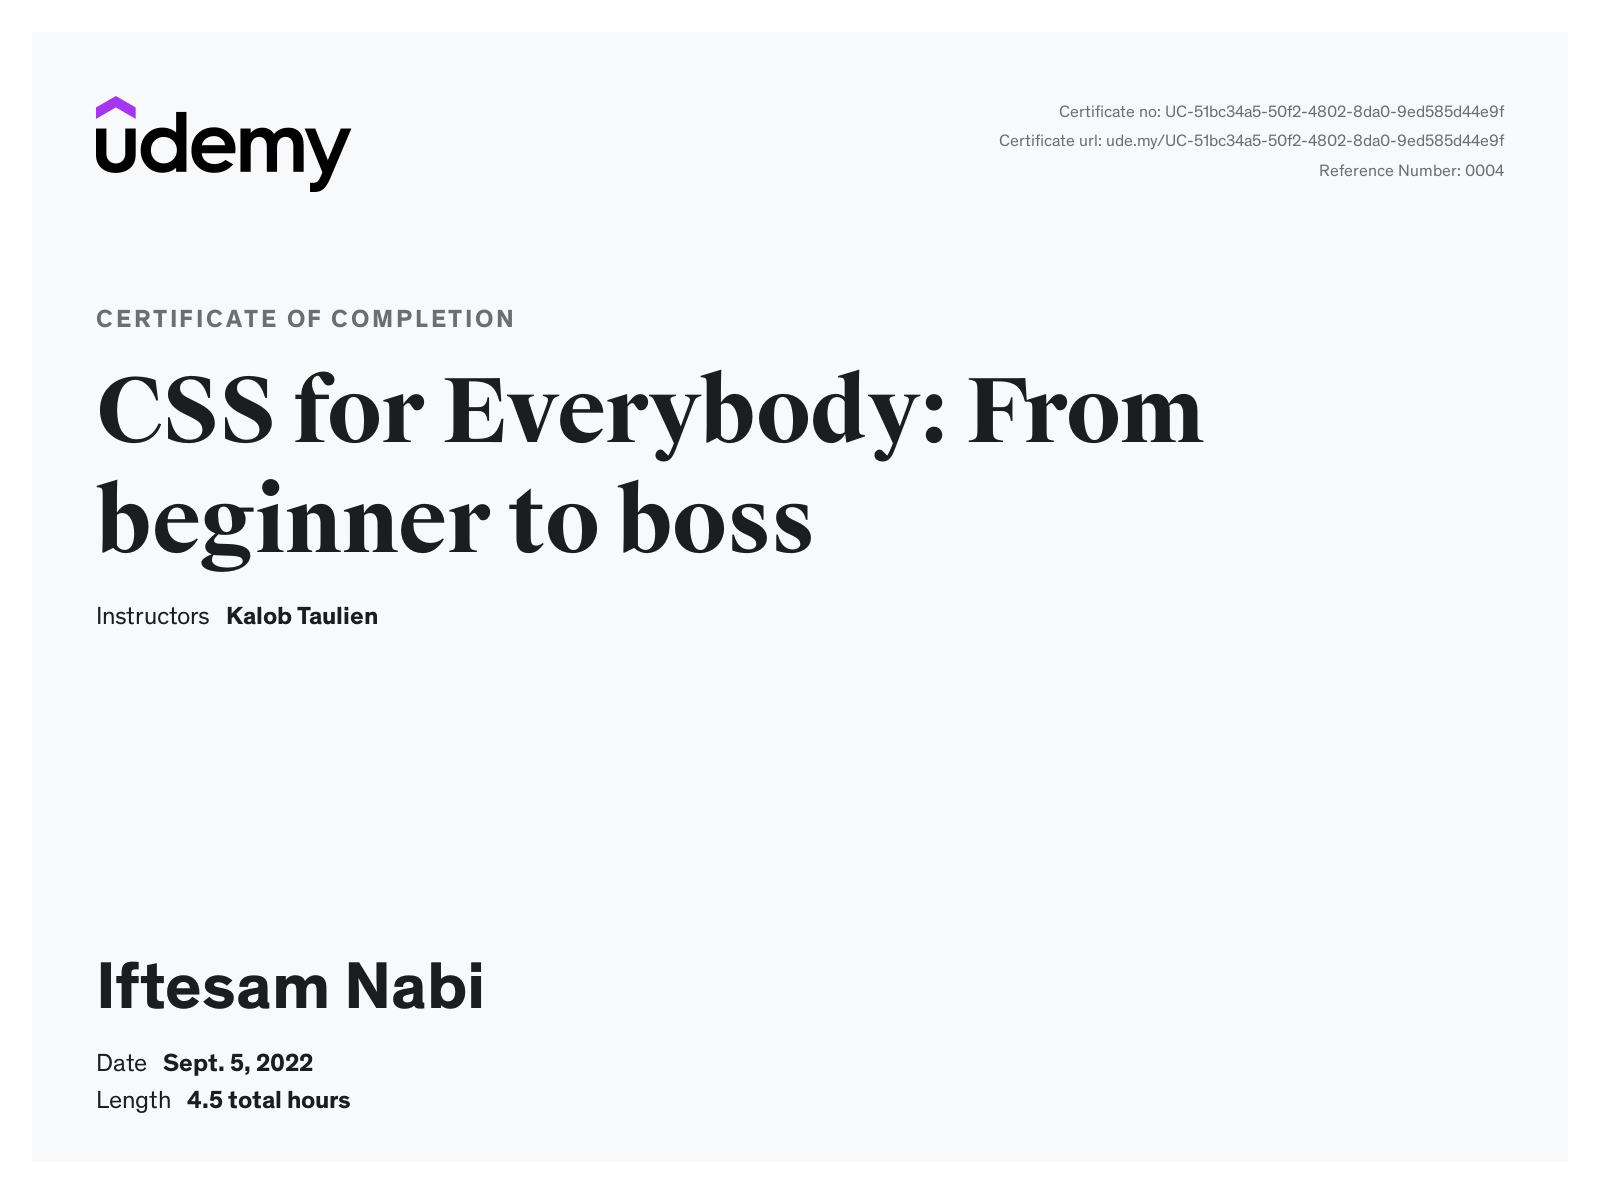 udemy
Certificate no: UC-51bc34a5-50f2-4802-8da0-9ed585d44e9f
Certificate url: ude.my/UC-51bc34a5-50f2-4802-8da0-9ed585d44e9f
Reference Number: 0004
CERTIFICATE OF COMPLETION
CSS for Everybody: From
beginner to boss
Instructors Kalob Taulien
Iftesam Nabi
Date Sept. 5, 2022
Length 4.5 total hours